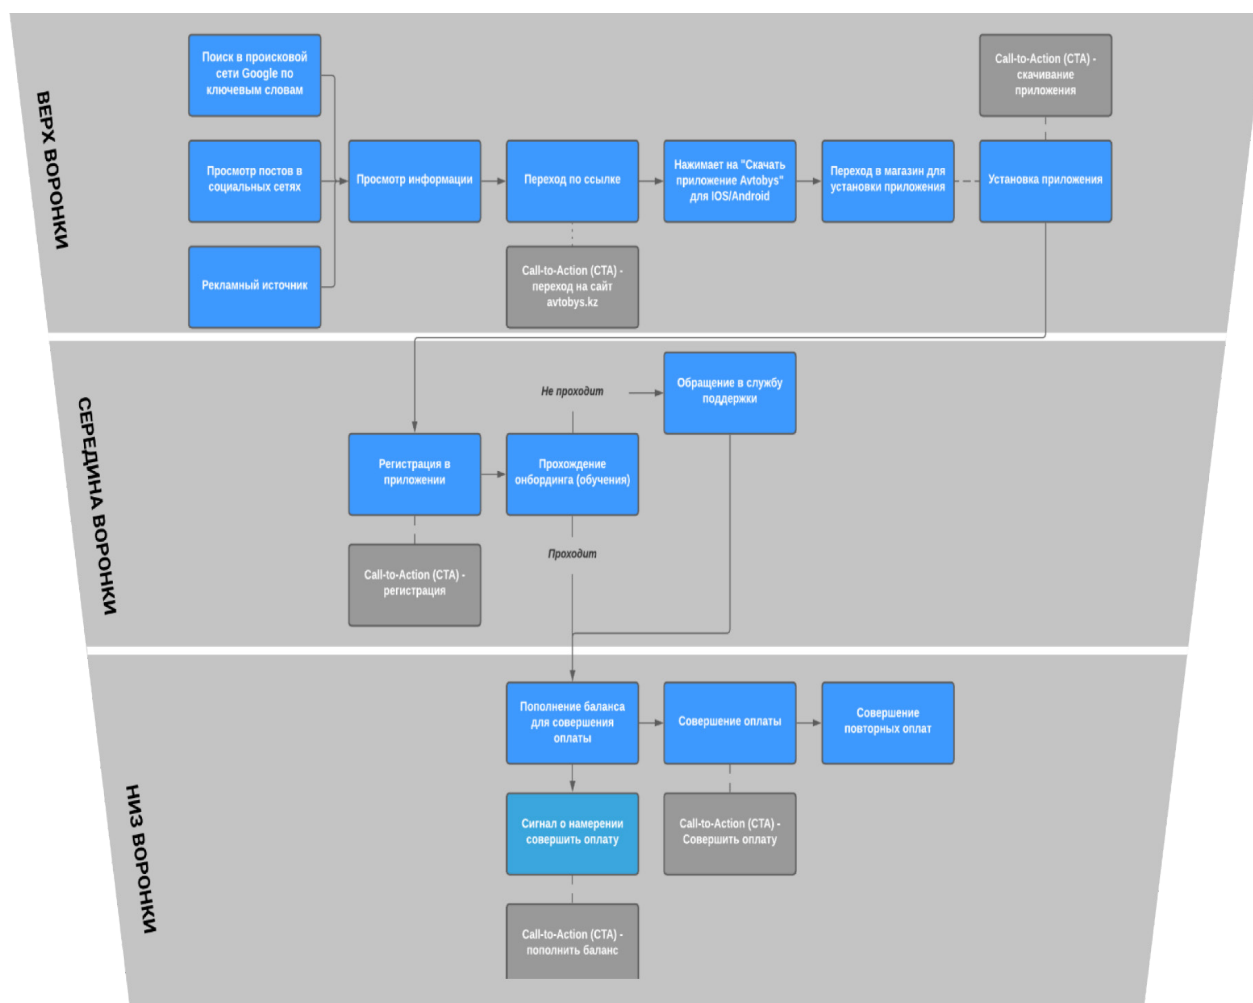 ВЕРХ ВОРОНКИ
Поиск в происковой
сети Google по
ключевым словам
Просмотр постов в
социальных сетях
Рекламный источник
Просмотр информации
Переход по ссылке
Call-to-Action (CTA) -
переход на сайт
avtobys.kz
Нажимает на "Скачать
приложение Avtobys"
для IOS/Android
Переход в магазин для
установки приложения
Call-to-Action (CTA) -
скачивание
приложения
Установка приложения
СЕРЕДИНА ВОРОНКИ
Регистрация в
приложении
Call-to-Action (CTA) -
регистрация
Прохождение
онбординга (обучения)
Не проходит
Обращение в службу
поддержки
Проходит
НИЗ ВОРОНКИ
Пополнение баланса
для совершения
оплаты
Совершение оплаты
Совершение
повторных оплат
Сигнал о намерении
совершить оплату
Call-to-Action (CTA) -
Совершить оплату
Call-to-Action (CTA) -
пополнить баланс